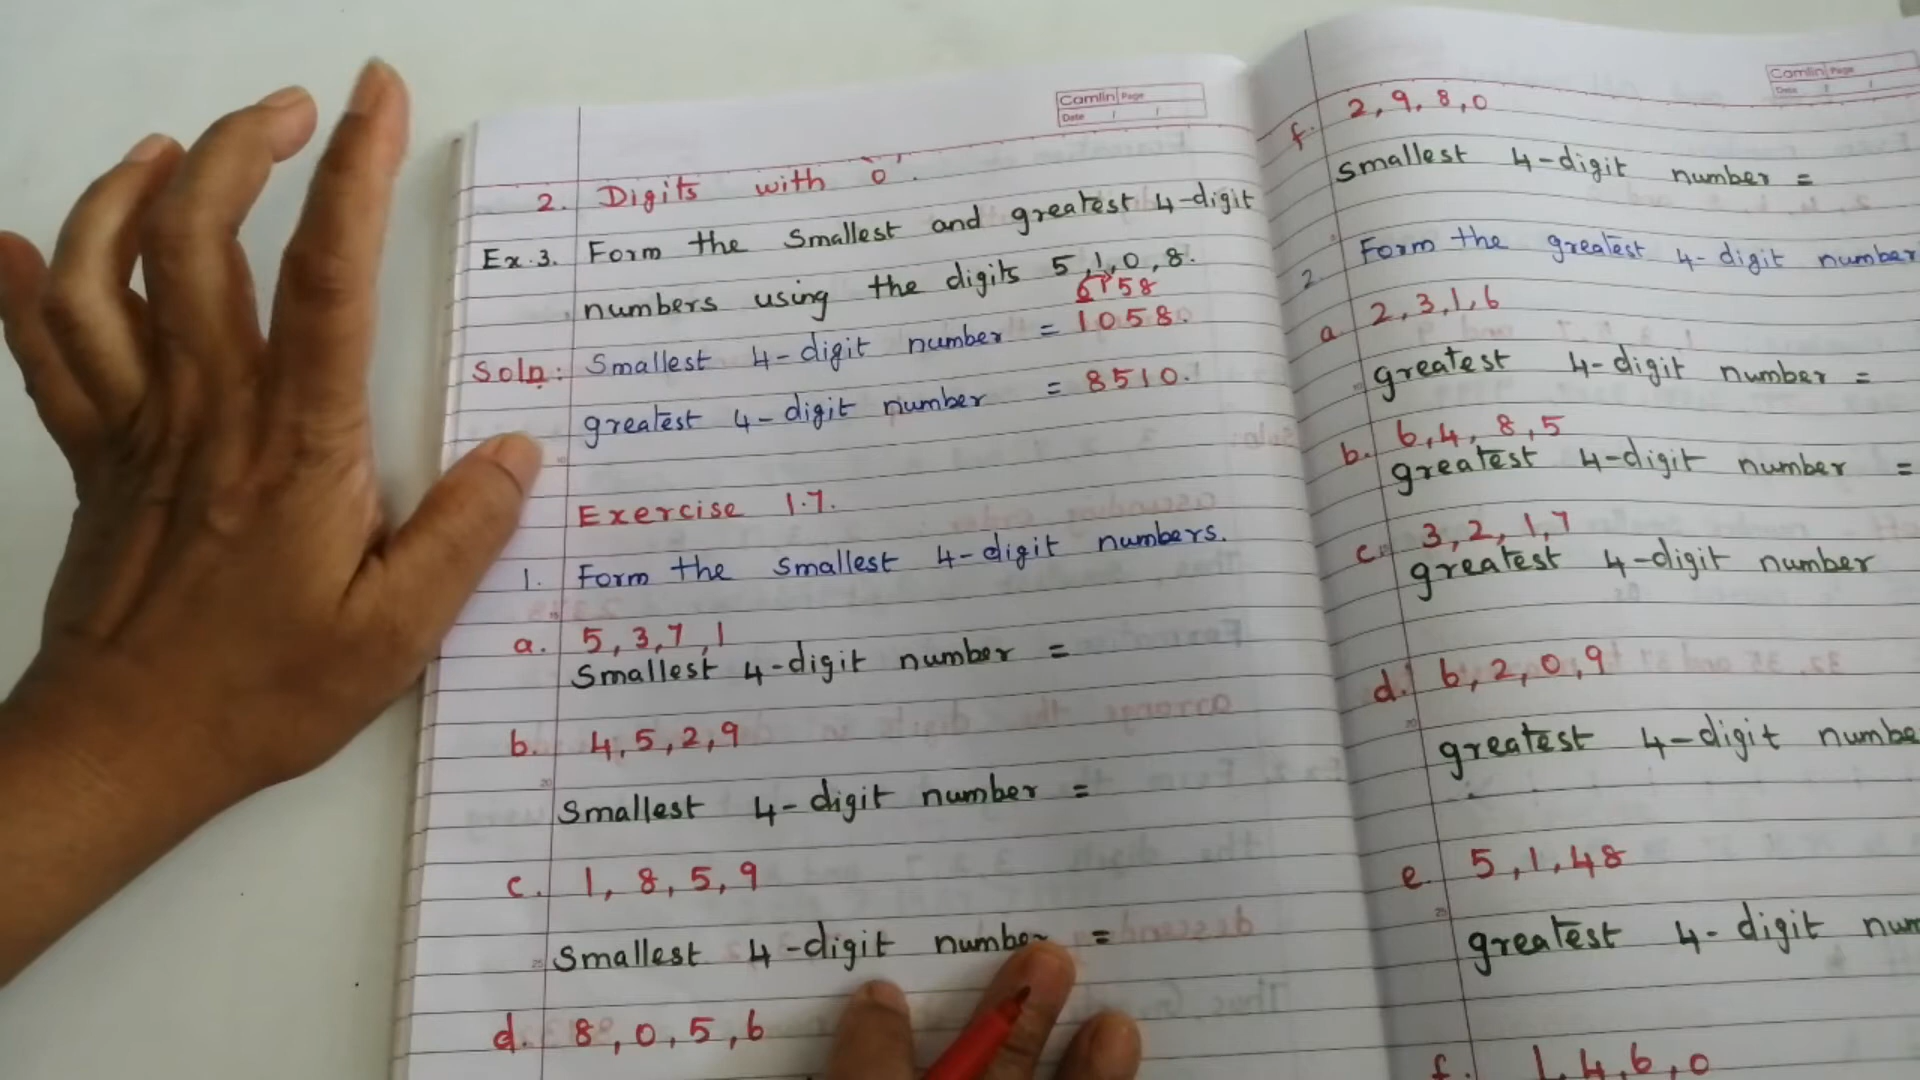 Camlin Page
Date / /
2. Digits with '0'.
Ex.3. Form the Smallest and greatest 4-digit
numbers using the digits 5,1,0,8.
0158
Soln: Smallest 4-digit number = 1058.
greatest 4-digit number = 8510.
Exercise 1.7.
1. Form the smallest 4-digit numbers.
a. 5,3,7,1
Smallest 4-digit number =
b. 4,5,2,9
Smallest 4-digit number =
c. 1, 8, 5, 9
Smallest 4-digit number =
d. 8, 0, 5, 6
Camlin Page
Date / /
f. 2, 9, 8, 0
Smallest 4-digit number =
2. Form the greatest 4-digit number
a. 2,3,1,6
greatest 4-digit number =
b. 6,4, 8,5
greatest 4-digit number =
c. 3, 2, 1, 7
greatest 4-digit number
d. 6, 2, 0, 9
greatest 4-digit numbe
e. 5,1,48
greatest 4-digit num
f. 1,4,6,0